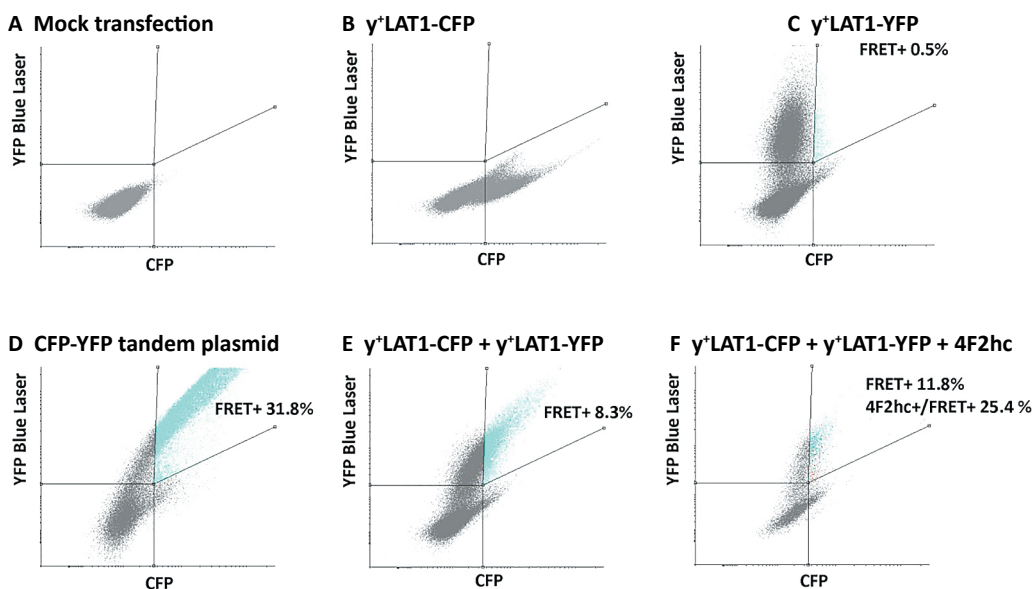 A Mock transfection
YFP Blue Laser
CFP
B y⁺LAT1-CFP
YFP Blue Laser
CFP
C y⁺LAT1-YFP
FRET+ 0.5%
YFP Blue Laser
CFP
D CFP-YFP tandem plasmid
FRET+ 31.8%
YFP Blue Laser
CFP
E y⁺LAT1-CFP + y⁺LAT1-YFP
FRET+ 8.3%
YFP Blue Laser
CFP
F y⁺LAT1-CFP + y⁺LAT1-YFP + 4F2hc
FRET+ 11.8%
4F2hc+/FRET+ 25.4 %
YFP Blue Laser
CFP